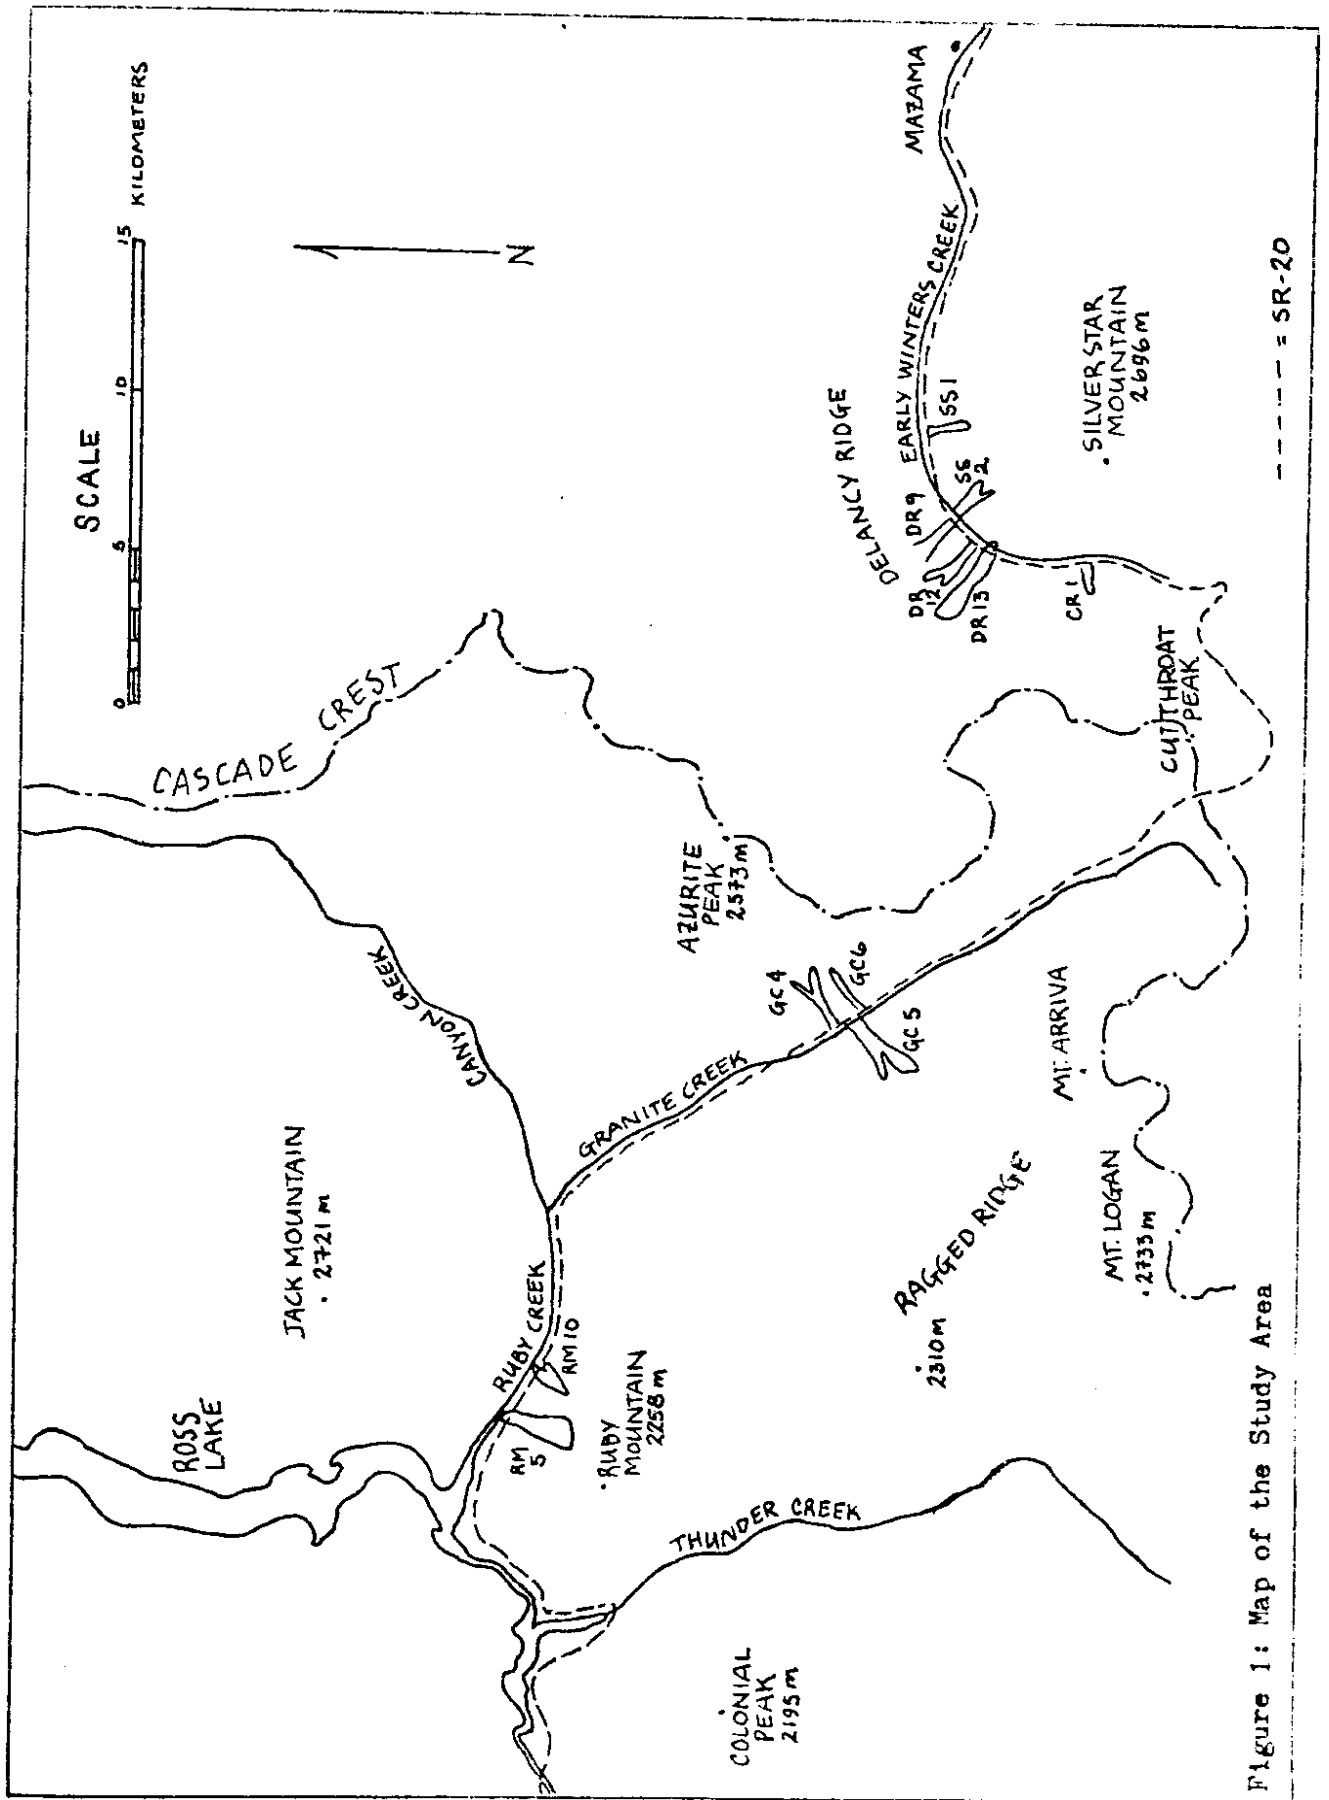 SCALE
0 5 10 15 KILOMETERS
N
CASCADE CREST
ROSS
LAKE
JACK MOUNTAIN
2721 m
CANYON CREEK
RUBY CREEK
RM
5
RM10
RUBY
MOUNTAIN
2258 m
GRANITE CREEK
AZURITE
PEAK
2573 m
GC4
GC6
GC5
THUNDER CREEK
COLONIAL
PEAK
2195 m
RAGGED RIDGE
2310m
MT. ARRIVA
MT. LOGAN
2733 m
CUTTHROAT
PEAK
DELANCY RIDGE
DR9
DR
12
DR13
CR1
SS
2
SS1
EARLY WINTERS CREEK
MAZAMA
SILVER STAR
MOUNTAIN
2696 m
= SR-20
Figure 1: Map of the Study Area